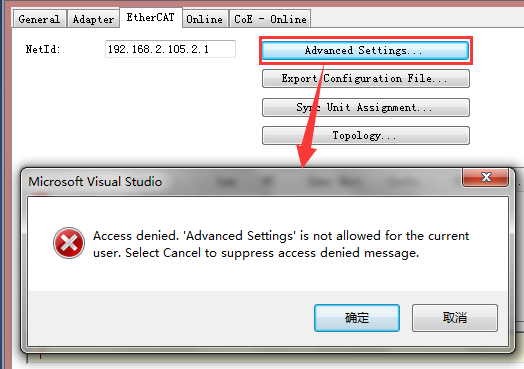 General Adapter EtherCAT Online CoE - Online
NetId: 192.168.2.105.2.1 Advanced Settings...
Export Configuration File...
Sync Unit Assignment...
Topology...
Microsoft Visual Studio
Access denied. 'Advanced Settings' is not allowed for the current
user. Select Cancel to suppress access denied message.
确定 取消